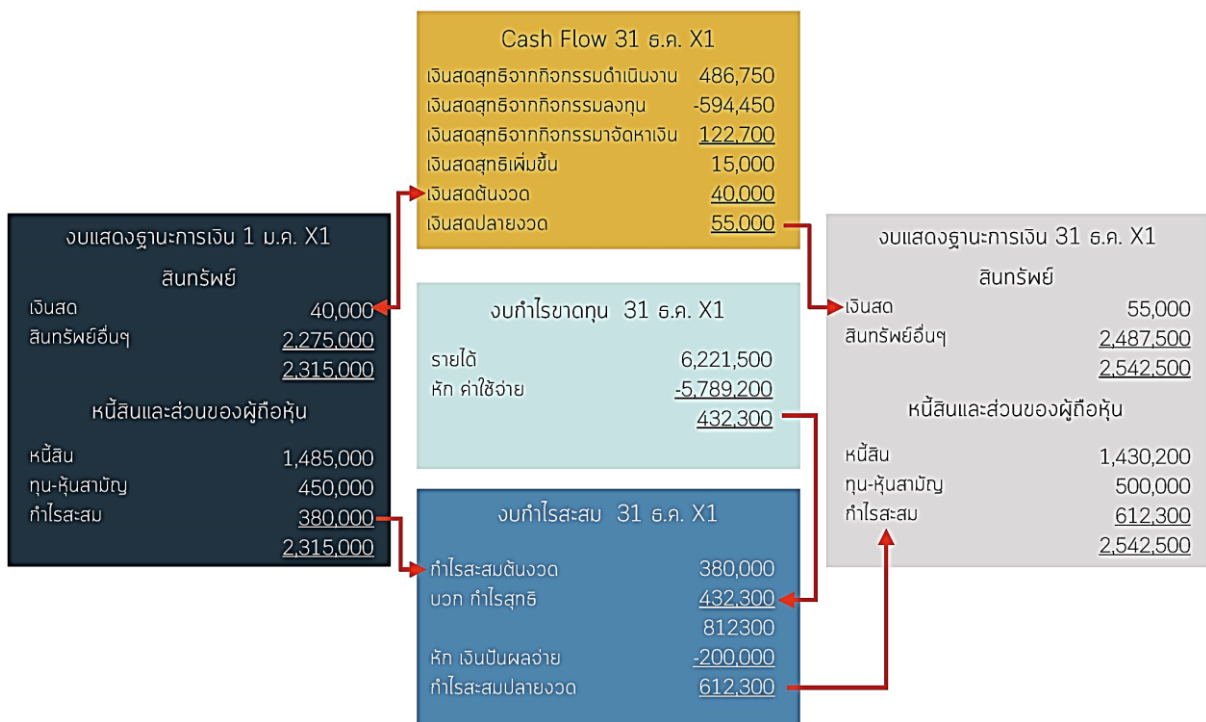 Cash Flow 31 ธ.ค. X1
เงินสดสุทธิจากกิจกรรมดำเนินงาน 486,750
เงินสดสุทธิจากกิจกรรมลงทุน -594,450
เงินสดสุทธิจากกิจกรรมาจัดหาเงิน 122,700
เงินสดสุทธิเพิ่มขึ้น 15,000
เงินสดต้นงวด 40,000
เงินสดปลายงวด 55,000
งบแสดงฐานะการเงิน 1 ม.ค. X1
สินทรัพย์
เงินสด 40,000
สินทรัพย์อื่นๆ 2,275,000
2,315,000
หนี้สินและส่วนของผู้ถือหุ้น
หนี้สิน 1,485,000
ทุน-หุ้นสามัญ 450,000
กำไรสะสม 380,000
2,315,000
งบกำไรขาดทุน 31 ธ.ค. X1
รายได้ 6,221,500
หัก ค่าใช้จ่าย -5,789,200
432,300
งบกำไรสะสม 31 ธ.ค. X1
กำไรสะสมต้นงวด 380,000
บวก กำไรสุทธิ 432,300
812300
หัก เงินปันผลจ่าย -200,000
กำไรสะสมปลายงวด 612,300
งบแสดงฐานะการเงิน 31 ธ.ค. X1
สินทรัพย์
เงินสด 55,000
สินทรัพย์อื่นๆ 2,487,500
2,542,500
หนี้สินและส่วนของผู้ถือหุ้น
หนี้สิน 1,430,200
ทุน-หุ้นสามัญ 500,000
กำไรสะสม 612,300
2,542,500